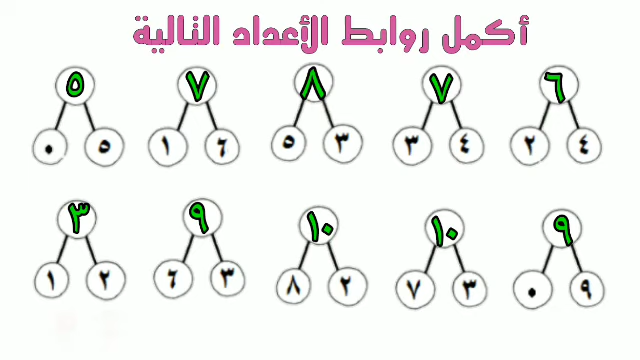 أكمل روابط الأعداد التالية
٦ ٧ ٨ ٧ ٥
٤ ٢ ٤ ٣ ٣ ٥ ٦ ١ ٥ ٠
٩ ١٠ ١٠ ٩ ٣
٩ ٠ ٣ ٧ ٢ ٨ ٣ ٦ ٢ ١